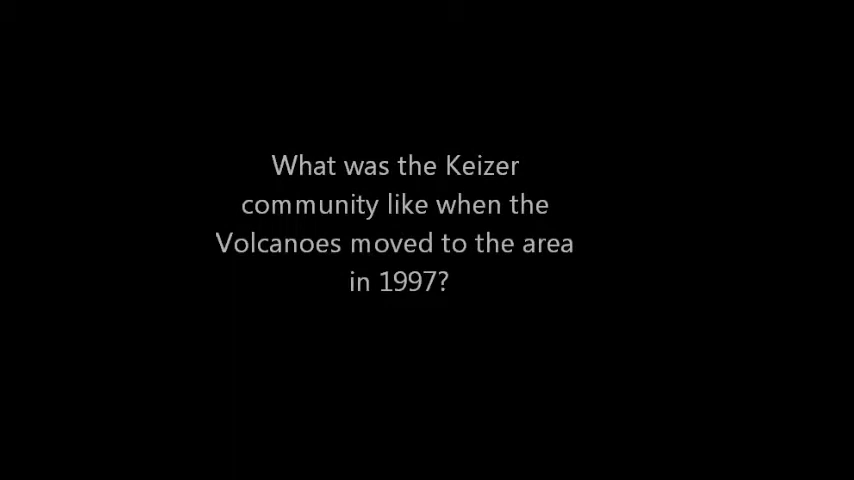 What was the Keizer
community like when the
Volcanoes moved to the area
in 1997?